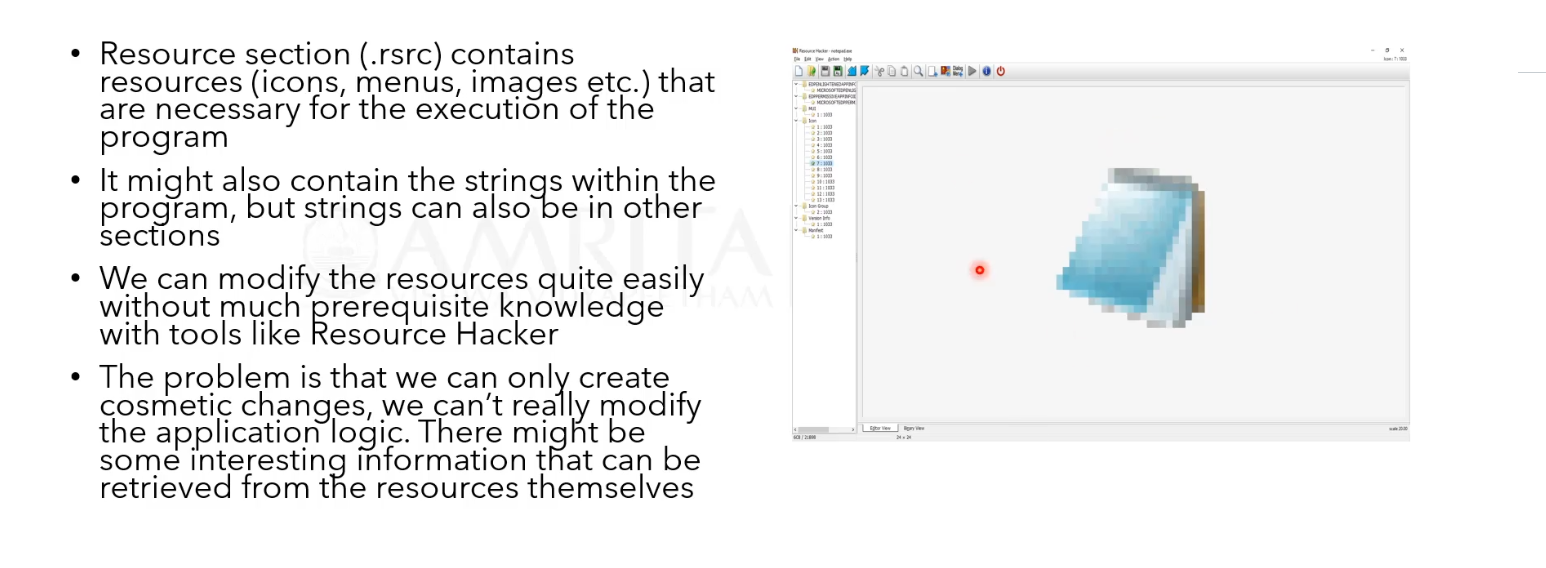 • Resource section (.rsrc) contains
resources (icons, menus, images etc.) that
are necessary for the execution of the
program
• It might also contain the strings within the
program, but strings can also be in other
sections
• We can modify the resources quite easily
without much prerequisite knowledge
with tools like Resource Hacker
• The problem is that we can only create
cosmetic changes, we can't really modify
the application logic. There might be
some interesting information that can be
retrieved from the resources themselves
AMRITA
Resource Hacker - notepad.exe
File Edit View Action Help
Icon : 7 : 1033
Dialog
MUI
1 : 1033
Icon
1 : 1033
2 : 1033
3 : 1033
4 : 1033
5 : 1033
6 : 1033
7 : 1033
8 : 1033
9 : 1033
10 : 1033
11 : 1033
12 : 1033
13 : 1033
Icon Group
2 : 1033
Version Info
1 : 1033
Manifest
1 : 1033
Editor View Binary View
24 x 24